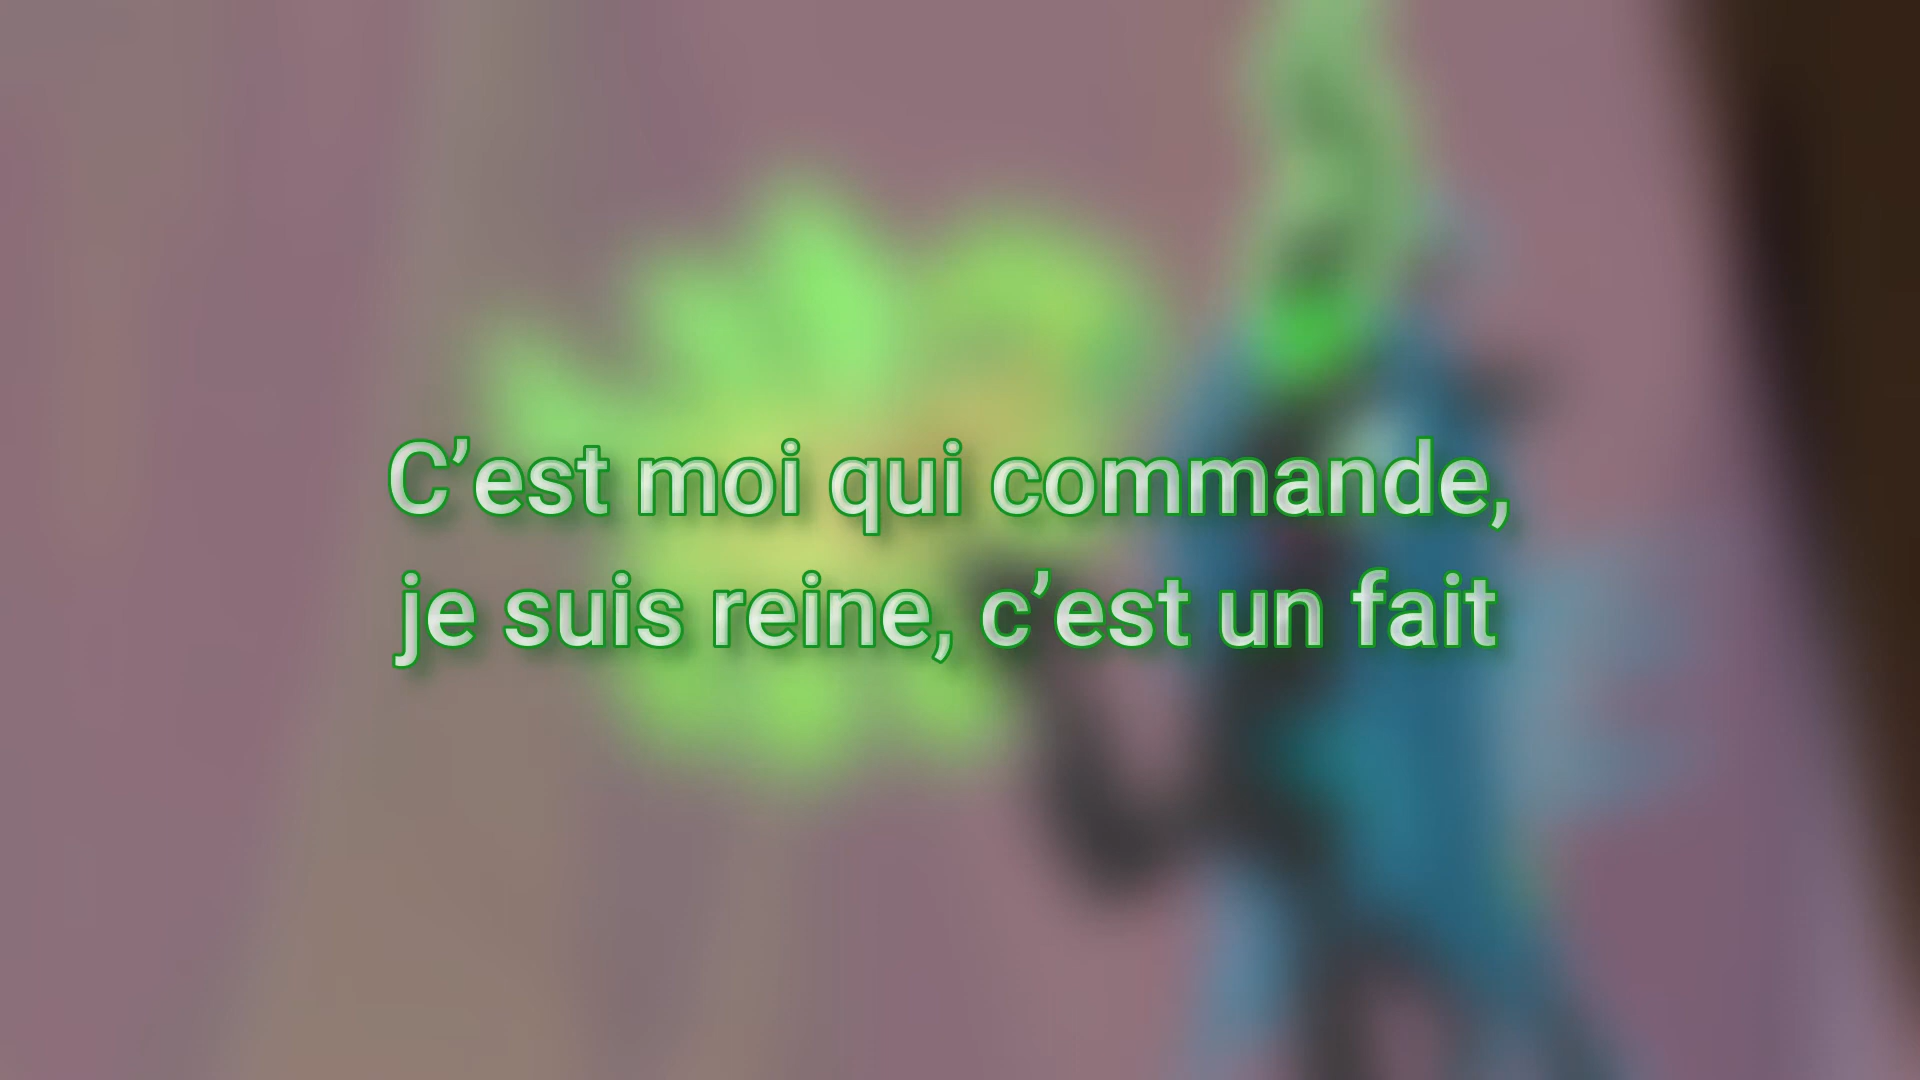 C’est moi qui commande,
je suis reine, c’est un fait